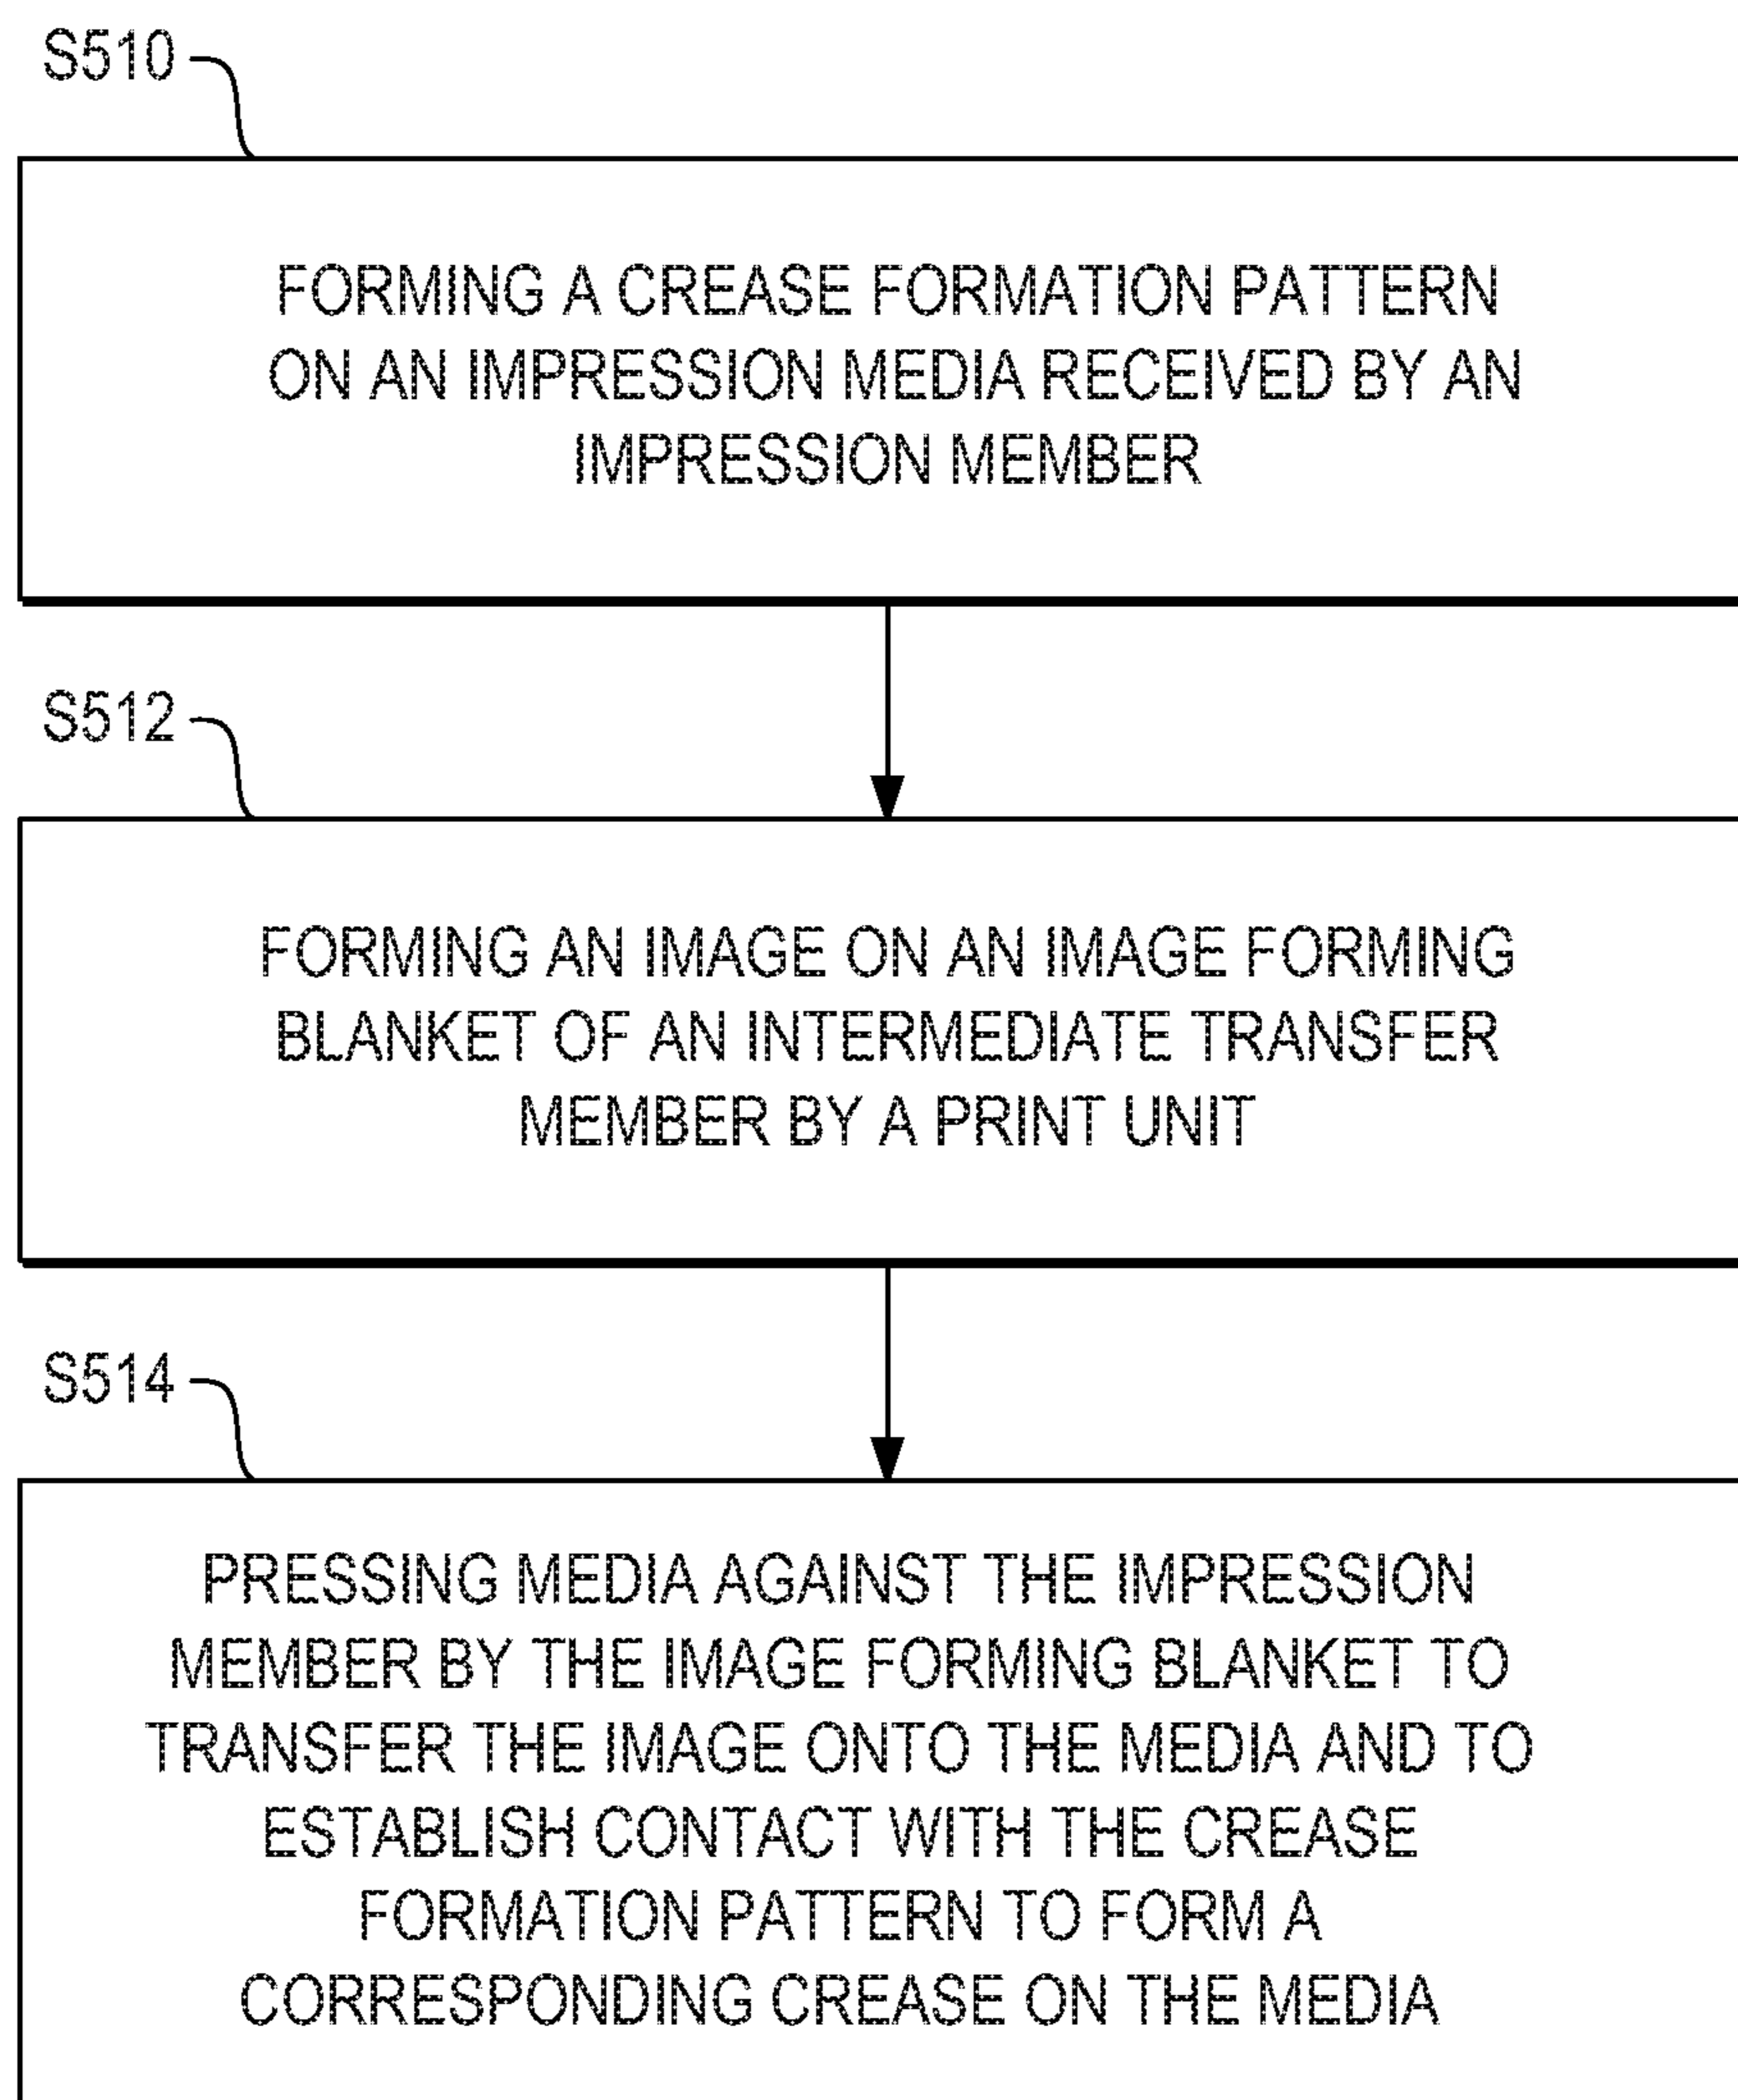 S510
FORMING A CREASE FORMATION PATTERN
ON AN IMPRESSION MEDIA RECEIVED BY AN
IMPRESSION MEMBER
S512
FORMING AN IMAGE ON AN IMAGE FORMING
BLANKET OF AN INTERMEDIATE TRANSFER
MEMBER BY A PRINT UNIT
S514
PRESSING MEDIA AGAINST THE IMPRESSION
MEMBER BY THE IMAGE FORMING BLANKET TO
TRANSFER THE IMAGE ONTO THE MEDIA AND TO
ESTABLISH CONTACT WITH THE CREASE
FORMATION PATTERN TO FORM A
CORRESPONDING CREASE ON THE MEDIA